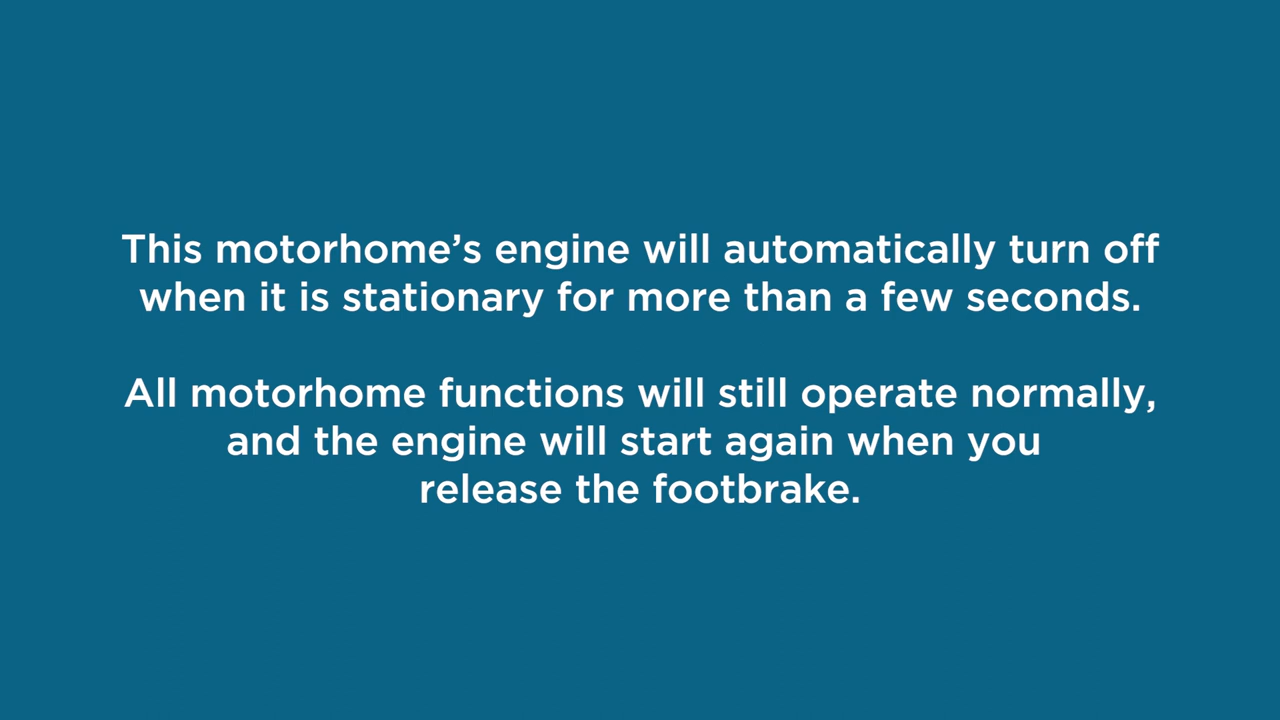 This motorhome’s engine will automatically turn off
when it is stationary for more than a few seconds.
All motorhome functions will still operate normally,
and the engine will start again when you
release the footbrake.